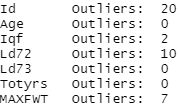 Id Outliers: 20
Age Outliers: 0
Iqf Outliers: 2
Ld72 Outliers: 10
Ld73 Outliers: 0
Totyrs Outliers: 0
MAXFWT Outliers: 7